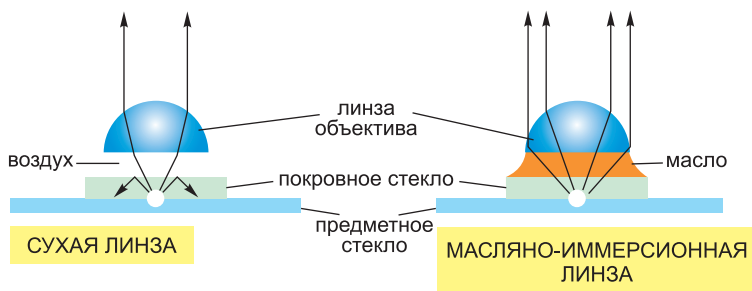 линза
объектива
воздух
масло
покровное стекло
предметное
стекло
СУХАЯ ЛИНЗА
МАСЛЯНО-ИММЕРСИОННАЯ
ЛИНЗА